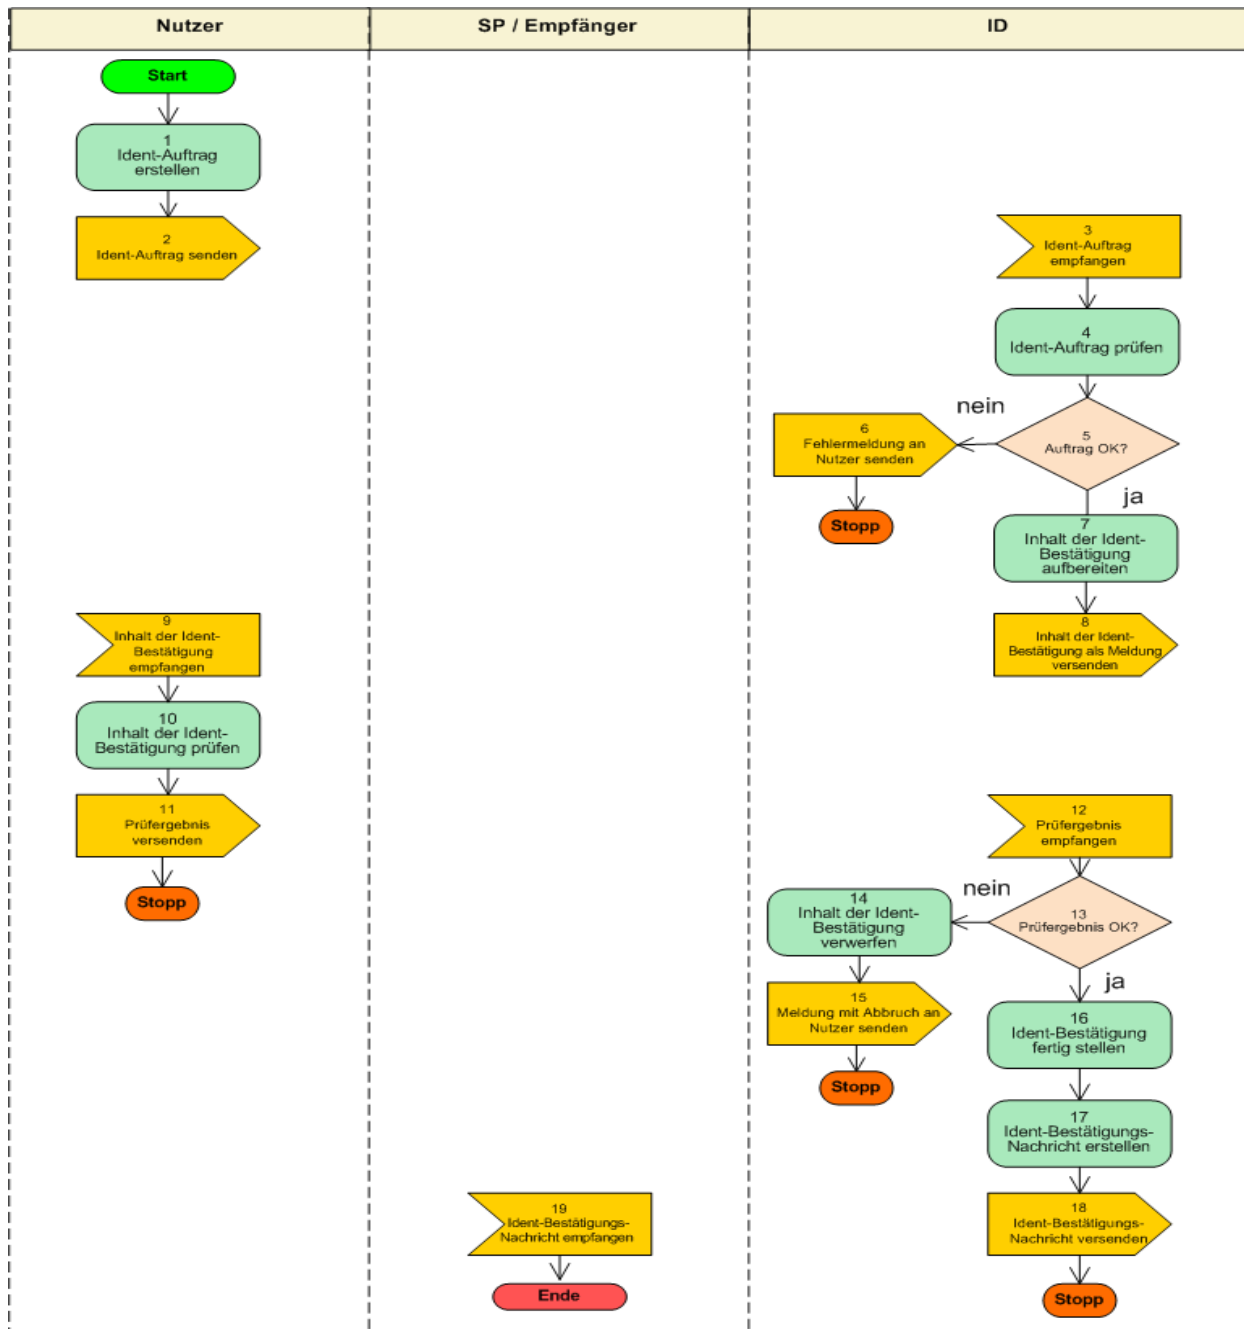 Nutzer
SP / Empfänger
ID
Start
1
Ident-Auftrag
erstellen
2
Ident-Auftrag senden
3
Ident-Auftrag
empfangen
4
Ident-Auftrag prüfen
5
Auftrag OK?
nein
6
Fehlermeldung an
Nutzer senden
Stopp
ja
7
Inhalt der Ident-
Bestätigung
aufbereiten
8
Inhalt der Ident-
Bestätigung als Meldung
versenden
9
Inhalt der Ident-
Bestätigung
empfangen
10
Inhalt der Ident-
Bestätigung prüfen
11
Prüfergebnis
versenden
Stopp
12
Prüfergebnis
empfangen
13
Prüfergebnis OK?
nein
14
Inhalt der Ident-
Bestätigung
verwerfen
15
Meldung mit Abbruch an
Nutzer senden
Stopp
ja
16
Ident-Bestätigung
fertig stellen
17
Ident-Bestätigungs-
Nachricht erstellen
18
Ident-Bestätigungs-
Nachricht versenden
Stopp
19
Ident-Bestätigungs-
Nachricht empfangen
Ende